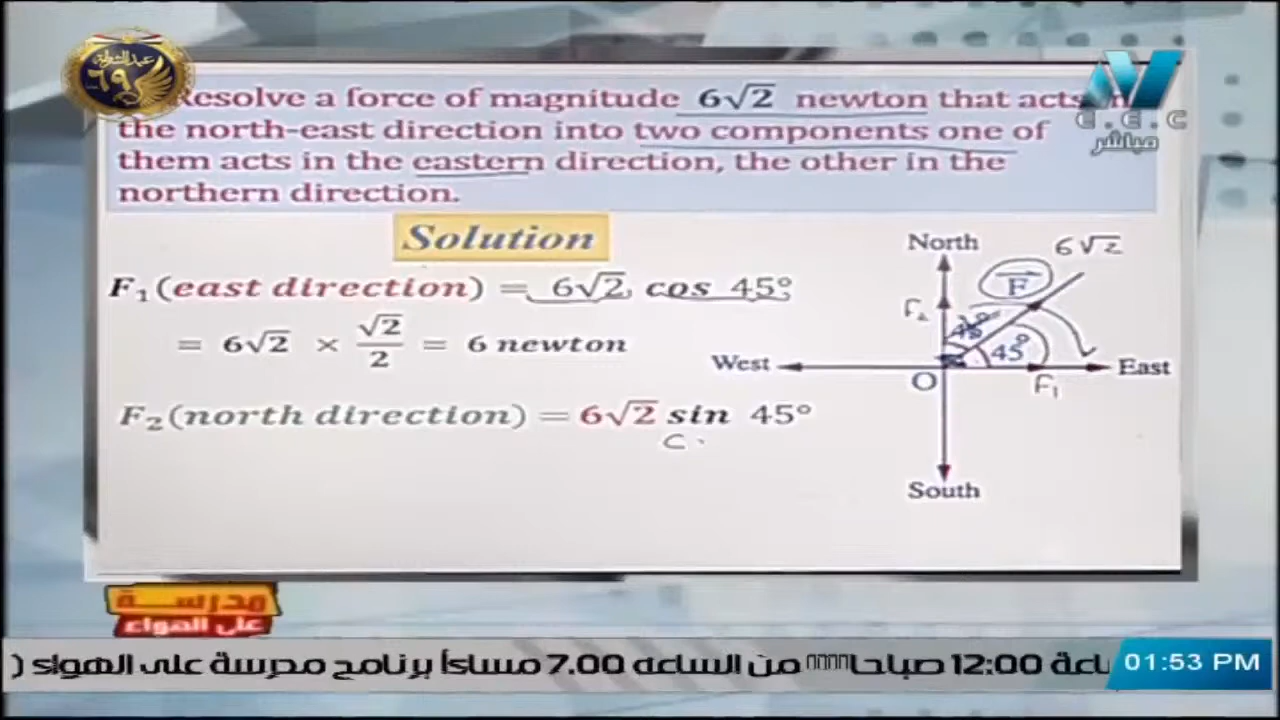 عيد الشرطة
٦٩
Resolve a force of magnitude 6√2 newton that acts in
E.E.C
the north-east direction into two components one of
مباشر
them acts in the eastern direction, the other in the
northern direction.
Solution
North
6√2
F₁(east direction) = 6√2 cos 45°
F
F₂
45°
= 6√2 × √2/2 = 6 newton
45°
West
East
O
F₁
F₂(north direction) = 6√2 sin 45°
C
South
مدرسة
على الهواء
12:00 صباحا من الساعه 7.00 مساءاً برنامج مدرسة على الهواء (
01:53 PM